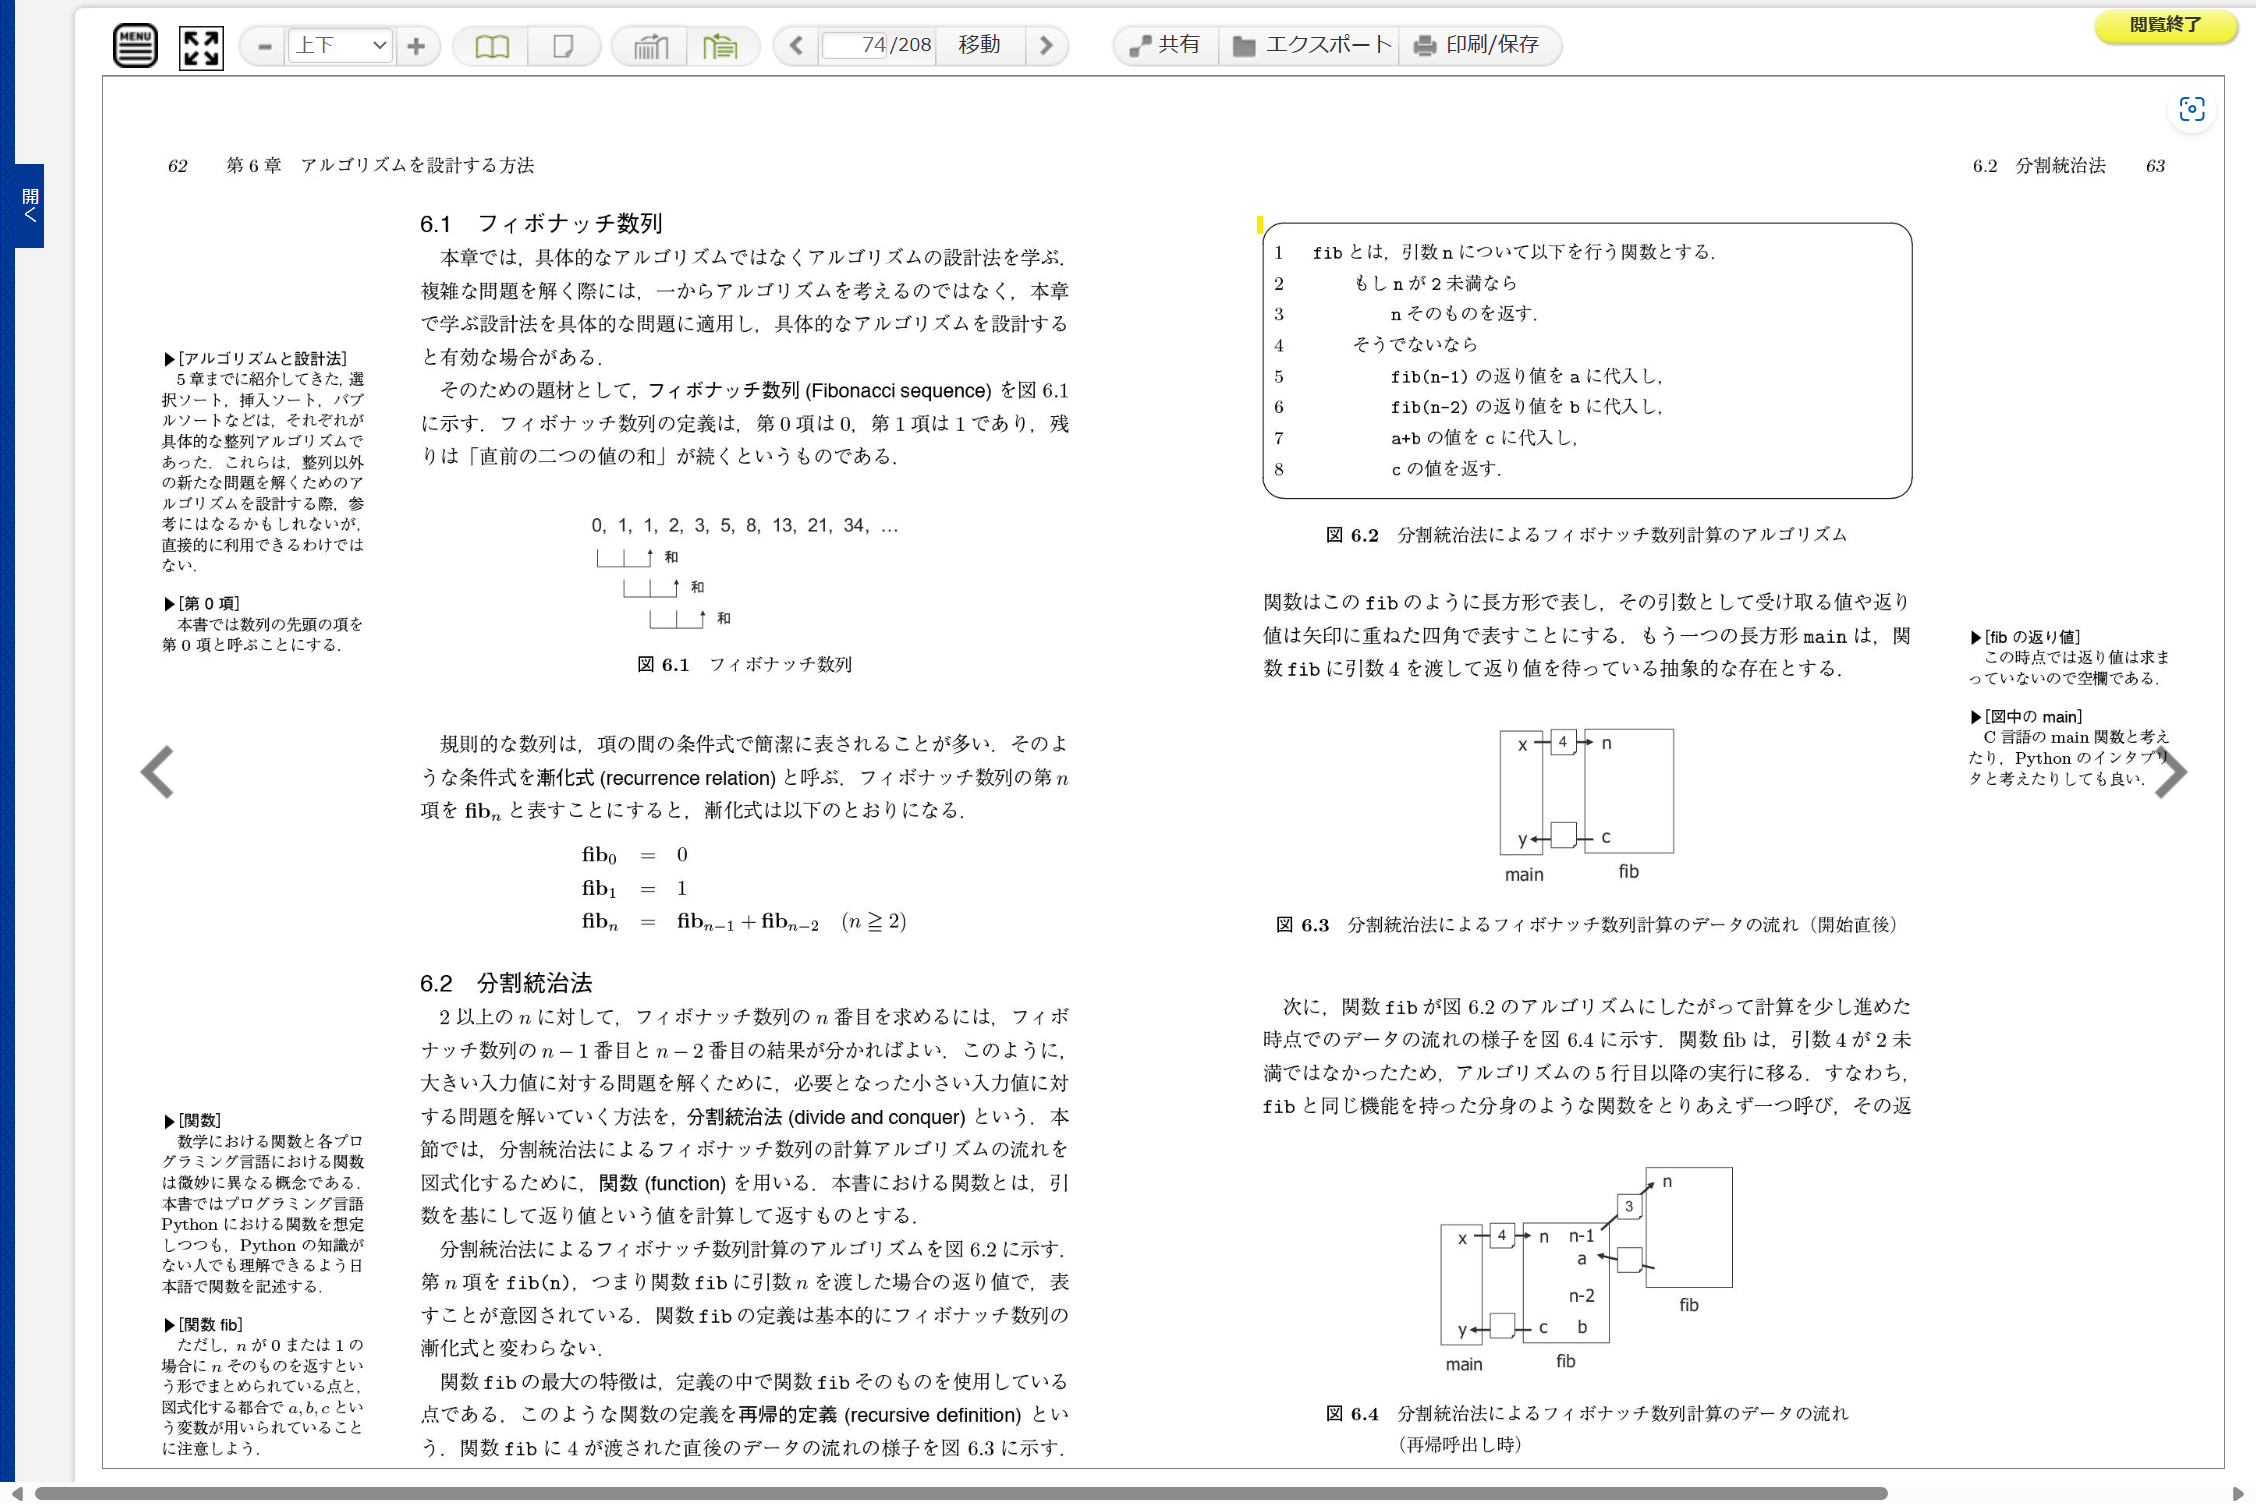 MENU
－
上下
＋
74/208
移動
共有
エクスポート
印刷/保存
閲覧終了
開く
62　第 6 章　アルゴリズムを設計する方法
6.1　フィボナッチ数列
本章では，具体的なアルゴリズムではなくアルゴリズムの設計法を学ぶ．
複雑な問題を解く際には，一からアルゴリズムを考えるのではなく，本章
で学ぶ設計法を具体的な問題に適用し，具体的なアルゴリズムを設計する
と有効な場合がある．
そのための題材として，フィボナッチ数列 (Fibonacci sequence) を図 6.1
に示す．フィボナッチ数列の定義は，第 0 項は 0，第 1 項は 1 であり，残
りは「直前の二つの値の和」が続くというものである．
▶[アルゴリズムと設計法]
5 章までに紹介してきた，選
択ソート，挿入ソート，バブ
ルソートなどは，それぞれが
具体的な整列アルゴリズムで
あった．これらは，整列以外
の新たな問題を解くためのア
ルゴリズムを設計する際，参
考にはなるかもしれないが，
直接的に利用できるわけでは
ない．
▶[第 0 項]
本書では数列の先頭の項を
第 0 項と呼ぶことにする．
0, 1, 1, 2, 3, 5, 8, 13, 21, 34, …
和
和
和
図 6.1　フィボナッチ数列
規則的な数列は，項の間の条件式で簡潔に表されることが多い．そのよ
うな条件式を漸化式 (recurrence relation) と呼ぶ．フィボナッチ数列の第 n
項を fibn と表すことにすると，漸化式は以下のとおりになる．
fib0 = 0
fib1 = 1
fibn = fibn−1 + fibn−2 (n ≧ 2)
6.2　分割統治法
2 以上の n に対して，フィボナッチ数列の n 番目を求めるには，フィボ
ナッチ数列の n − 1 番目と n − 2 番目の結果が分かればよい．このように，
大きい入力値に対する問題を解くために，必要となった小さい入力値に対
する問題を解いていく方法を，分割統治法 (divide and conquer) という．本
節では，分割統治法によるフィボナッチ数列の計算アルゴリズムの流れを
図式化するために，関数 (function) を用いる．本書における関数とは，引
数を基にして返り値という値を計算して返すものとする．
分割統治法によるフィボナッチ数列計算のアルゴリズムを図 6.2 に示す．
第 n 項を fib(n)，つまり関数 fib に引数 n を渡した場合の返り値で，表
すことが意図されている．関数 fib の定義は基本的にフィボナッチ数列の
漸化式と変わらない．
関数 fib の最大の特徴は，定義の中で関数 fib そのものを使用している
点である．このような関数の定義を再帰的定義 (recursive definition) とい
う．関数 fib に 4 が渡された直後のデータの流れの様子を図 6.3 に示す．
▶[関数]
数学における関数と各プロ
グラミング言語における関数
は微妙に異なる概念である．
本書ではプログラミング言語
Python における関数を想定
しつつも，Python の知識が
ない人でも理解できるよう日
本語で関数を記述する．
▶[関数 fib]
ただし，n が 0 または 1 の
場合に n そのものを返すとい
う形でまとめられている点と，
図式化する都合で a, b, c とい
う変数が用いられていること
に注意しよう．
6.2　分割統治法　63
1　fib とは，引数 n について以下を行う関数とする．
2　もし n が 2 未満なら
3　n そのものを返す．
4　そうでないなら
5　fib(n-1) の返り値を a に代入し，
6　fib(n-2) の返り値を b に代入し，
7　a+b の値を c に代入し，
8　c の値を返す．
図 6.2　分割統治法によるフィボナッチ数列計算のアルゴリズム
関数はこの fib のように長方形で表し，その引数として受け取る値や返り
値は矢印に重ねた四角で表すことにする．もう一つの長方形 main は，関
数 fib に引数 4 を渡して返り値を待っている抽象的な存在とする．
▶[fib の返り値]
この時点では返り値は求ま
っていないので空欄である．
▶[図中の main]
C 言語の main 関数と考え
たり，Python のインタプリ
タと考えたりしても良い．
x 4 n
y c
main fib
図 6.3　分割統治法によるフィボナッチ数列計算のデータの流れ（開始直後）
次に，関数 fib が図 6.2 のアルゴリズムにしたがって計算を少し進めた
時点でのデータの流れの様子を図 6.4 に示す．関数 fib は，引数 4 が 2 未
満ではなかったため，アルゴリズムの 5 行目以降の実行に移る．すなわち，
fib と同じ機能を持った分身のような関数をとりあえず一つ呼び，その返
n
3
x 4 n n-1
a
n-2
fib
y c b
main fib
図 6.4　分割統治法によるフィボナッチ数列計算のデータの流れ
（再帰呼出し時）